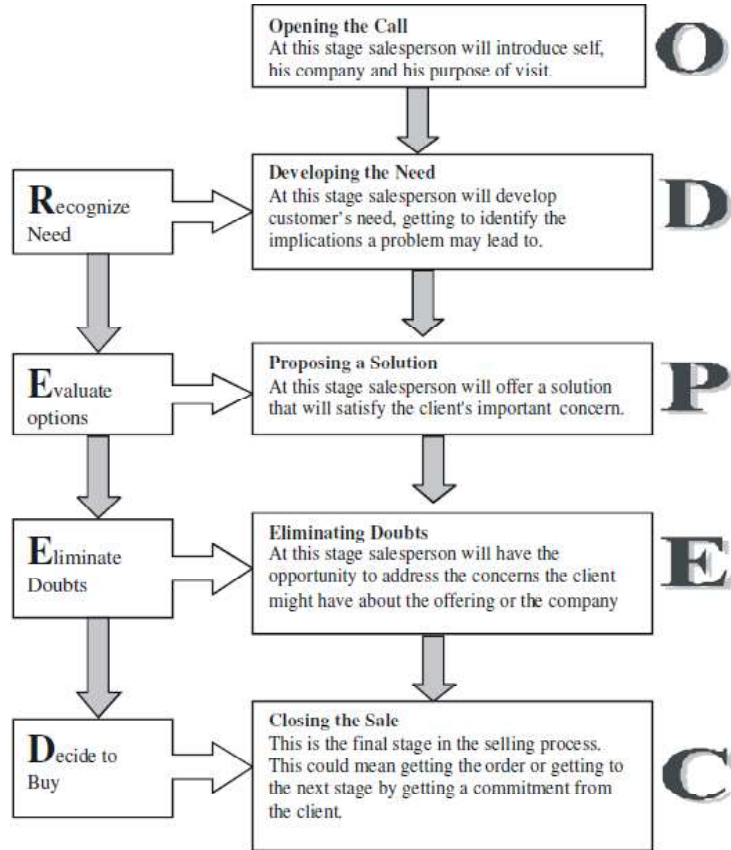 Opening the Call
At this stage salesperson will introduce self,
his company and his purpose of visit.
O
Developing the Need
At this stage salesperson will develop
customer's need, getting to identify the
implications a problem may lead to.
D
Recognize
Need
Proposing a Solution
At this stage salesperson will offer a solution
that will satisfy the client's important concern.
P
Evaluate
options
Eliminating Doubts
At this stage salesperson will have the
opportunity to address the concerns the client
might have about the offering or the company
E
Eliminate
Doubts
Closing the Sale
This is the final stage in the selling process.
This could mean getting the order or getting to
the next stage by getting a commitment from
the client.
C
Decide to
Buy